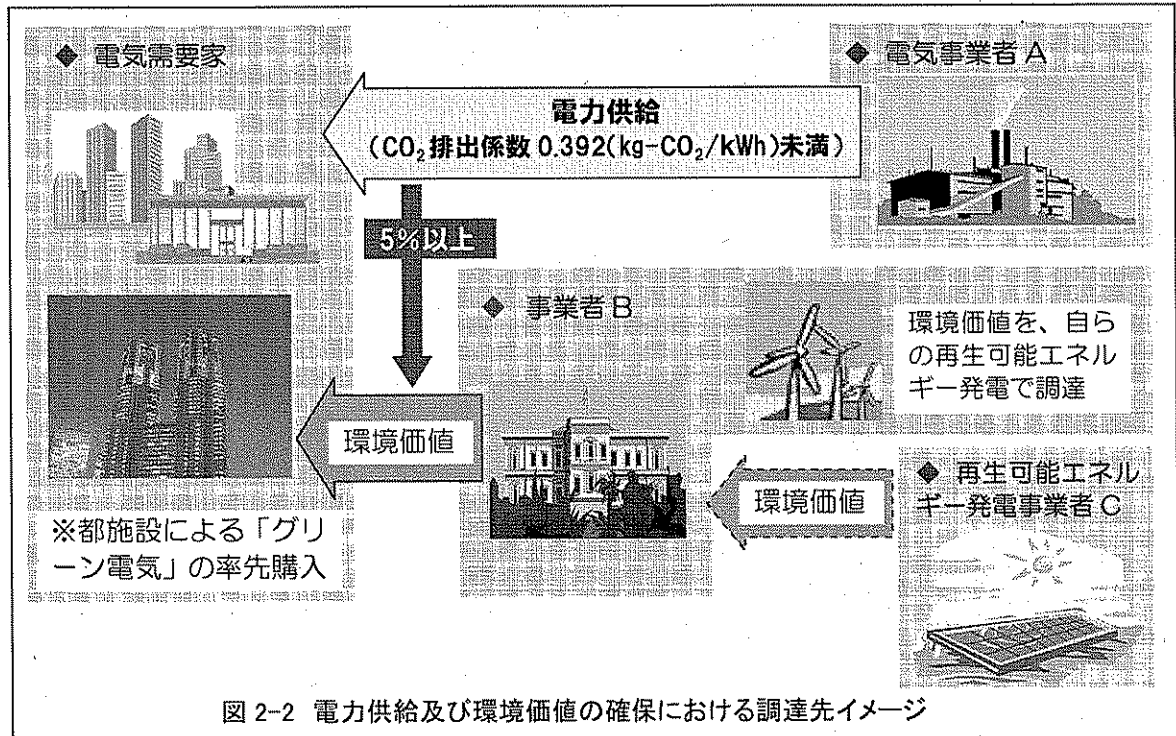 ◆ 電気需要家
◆ 電気事業者A
電力供給
(CO₂排出係数 0.392(kg-CO₂/kWh)未満)
5%以上
◆ 事業者B
環境価値を、自ら
の再生可能エネル
ギー発電で調達
環境価値
環境価値
◆ 再生可能エネル
ギー発電事業者C
※都施設による「グリ
ーン電気」の率先購入
図 2-2 電力供給及び環境価値の確保における調達先イメージ